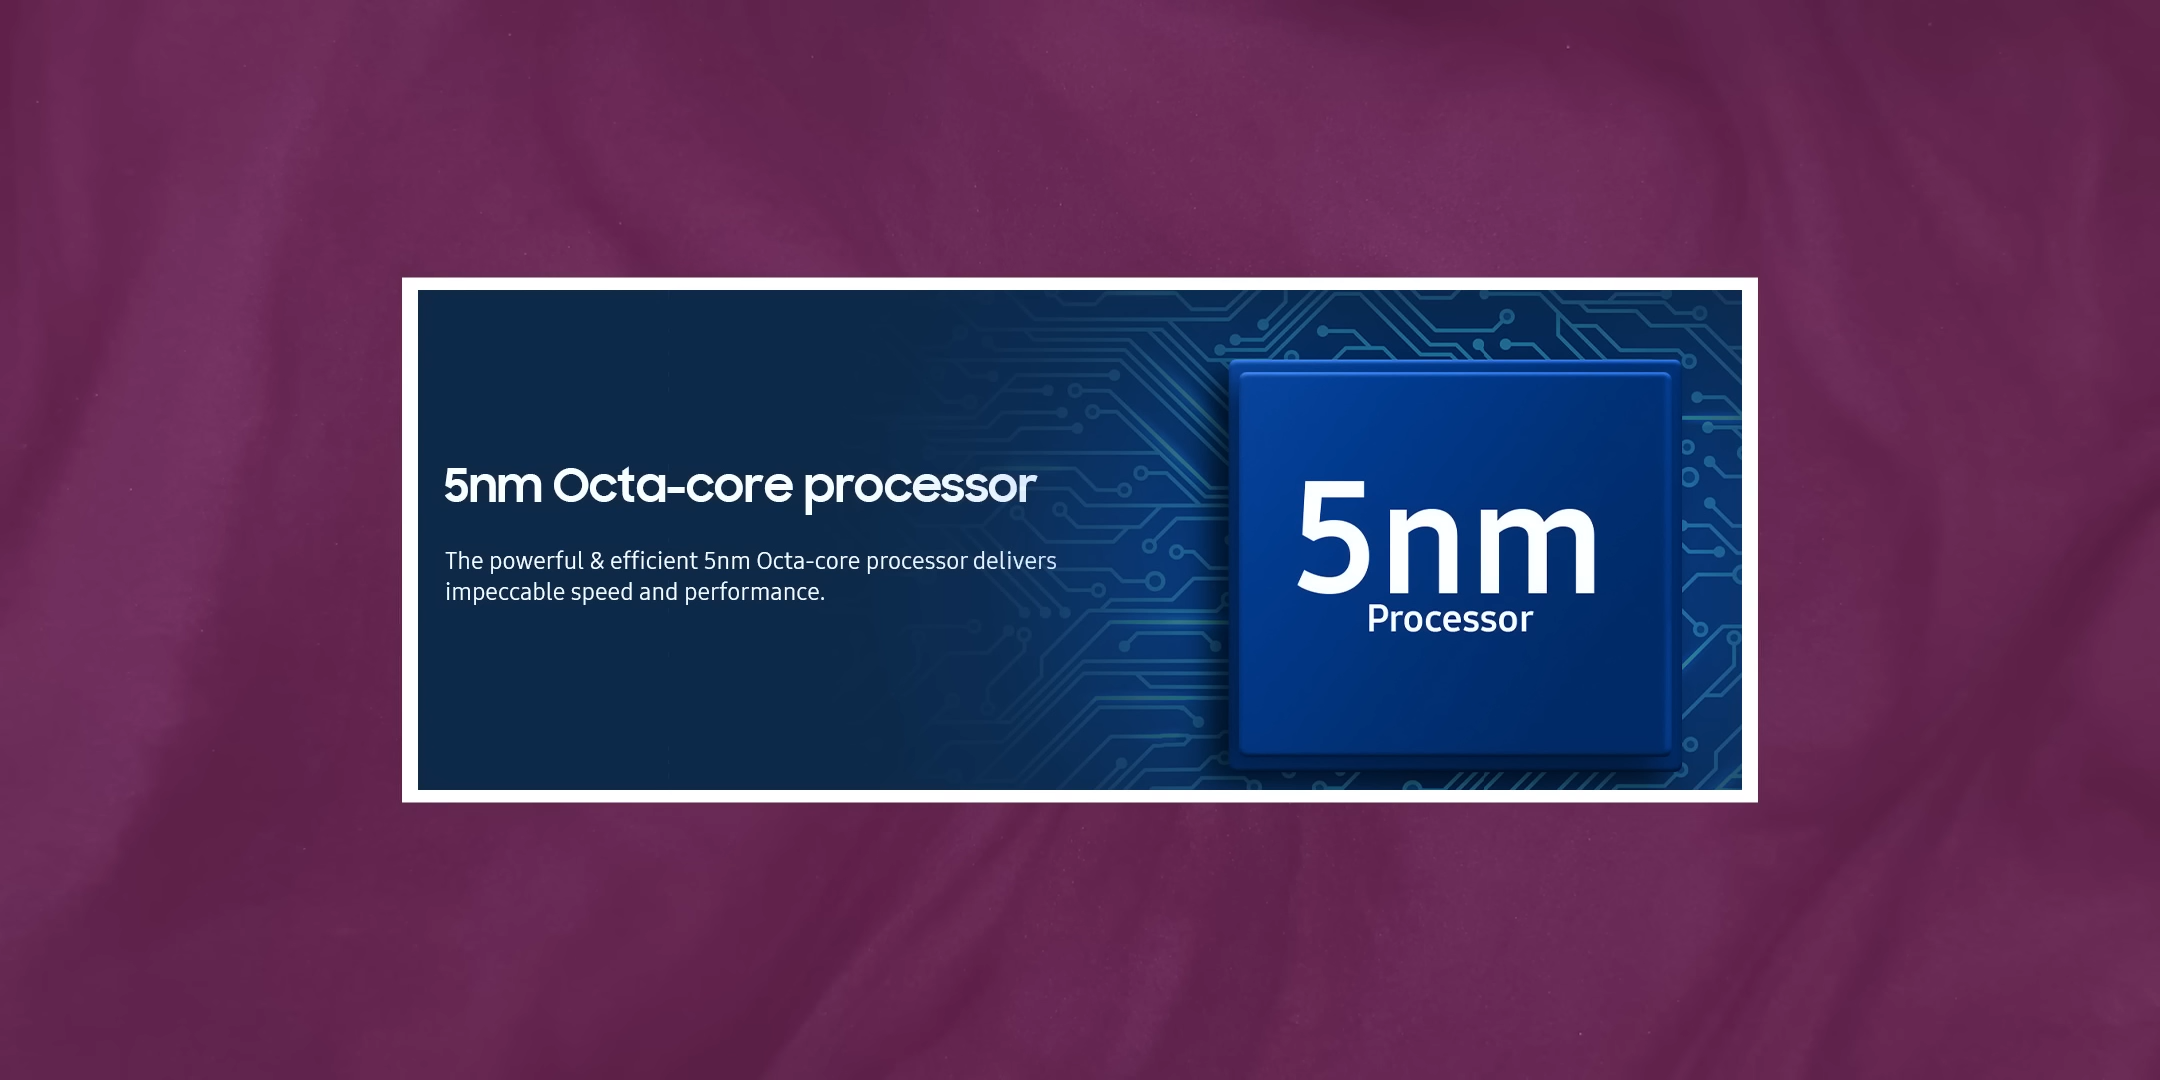 5nm Octa-core processor
The powerful & efficient 5nm Octa-core processor delivers
impeccable speed and performance.
5nm
Processor